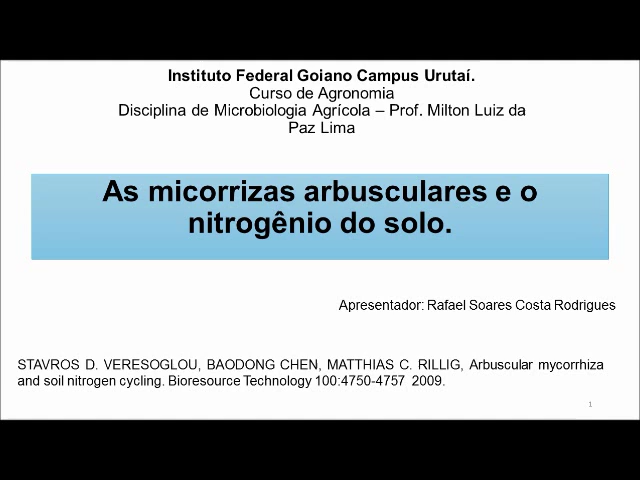 Instituto Federal Goiano Campus Urutaí.
Curso de Agronomia
Disciplina de Microbiologia Agrícola – Prof. Milton Luiz da
Paz Lima
As micorrizas arbusculares e o
nitrogênio do solo.
Apresentador: Rafael Soares Costa Rodrigues
STAVROS D. VERESOGLOU, BAODONG CHEN, MATTHIAS C. RILLIG, Arbuscular mycorrhiza
and soil nitrogen cycling. Bioresource Technology 100:4750-4757  2009.
1